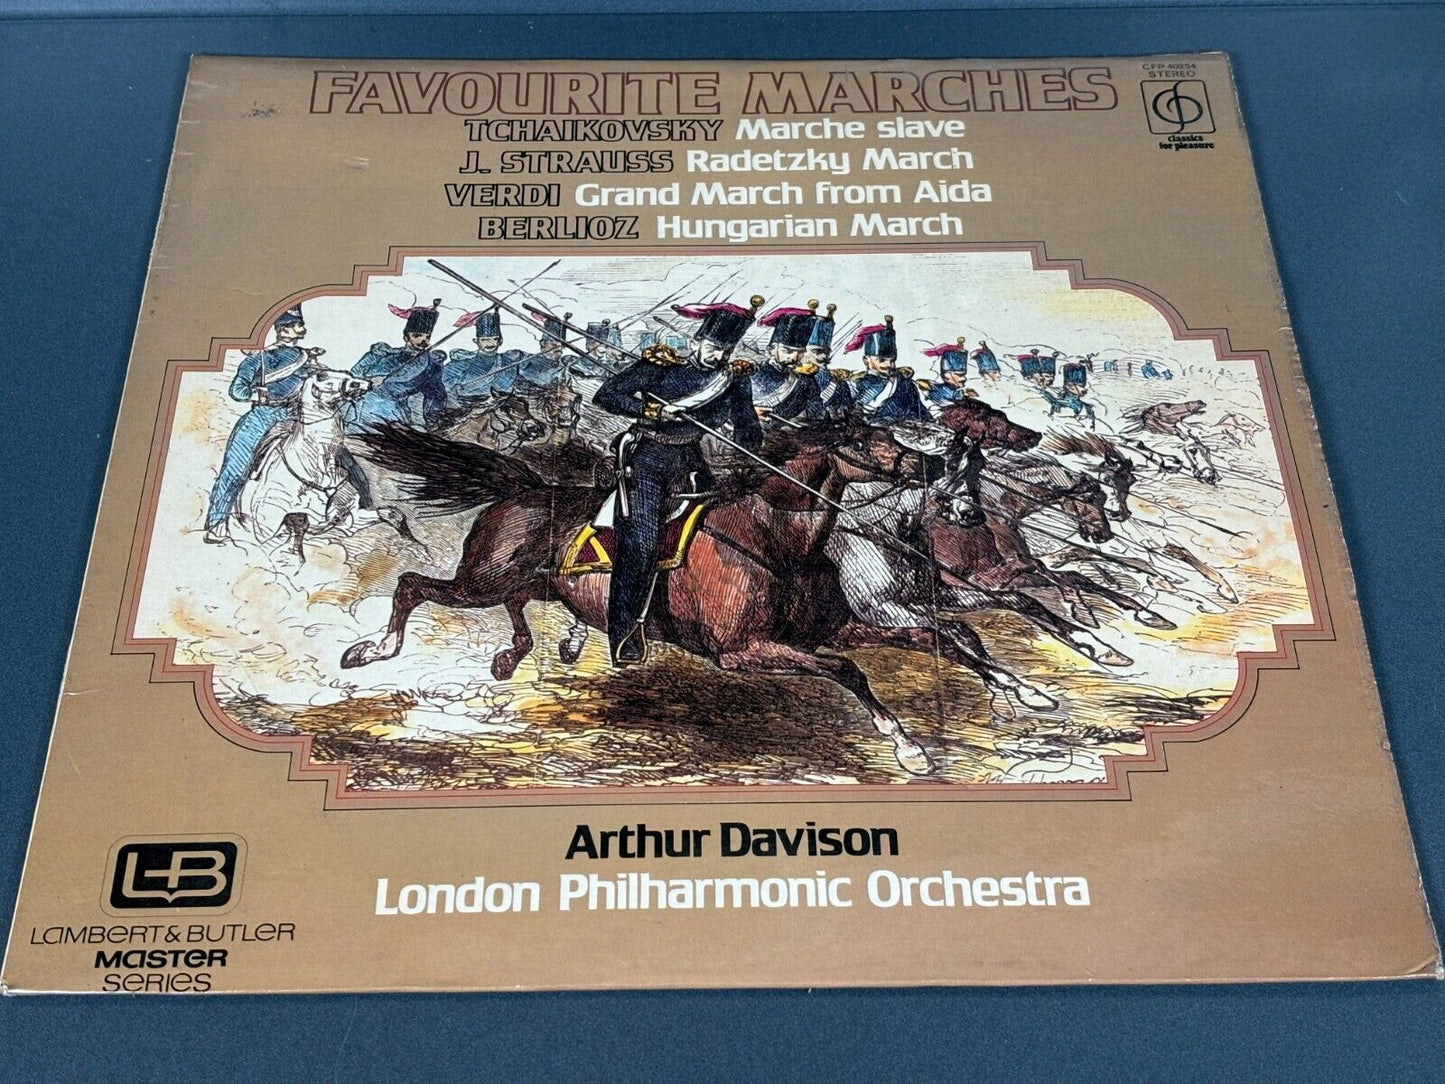 FAVOURITE MARCHES
TCHAIKOVSKY Marche slave
J. STRAUSS Radetzky March
VERDI Grand March from Aida
BERLIOZ Hungarian March
CFP 40254
STEREO
cfp
classics
for pleasure
Arthur Davison
London Philharmonic Orchestra
L&B
LAMBERT & BUTLER
MASTER
SERIES